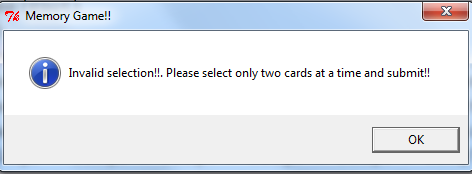 Memory Game!!
Invalid selection!!. Please select only two cards at a time and submit!!
OK